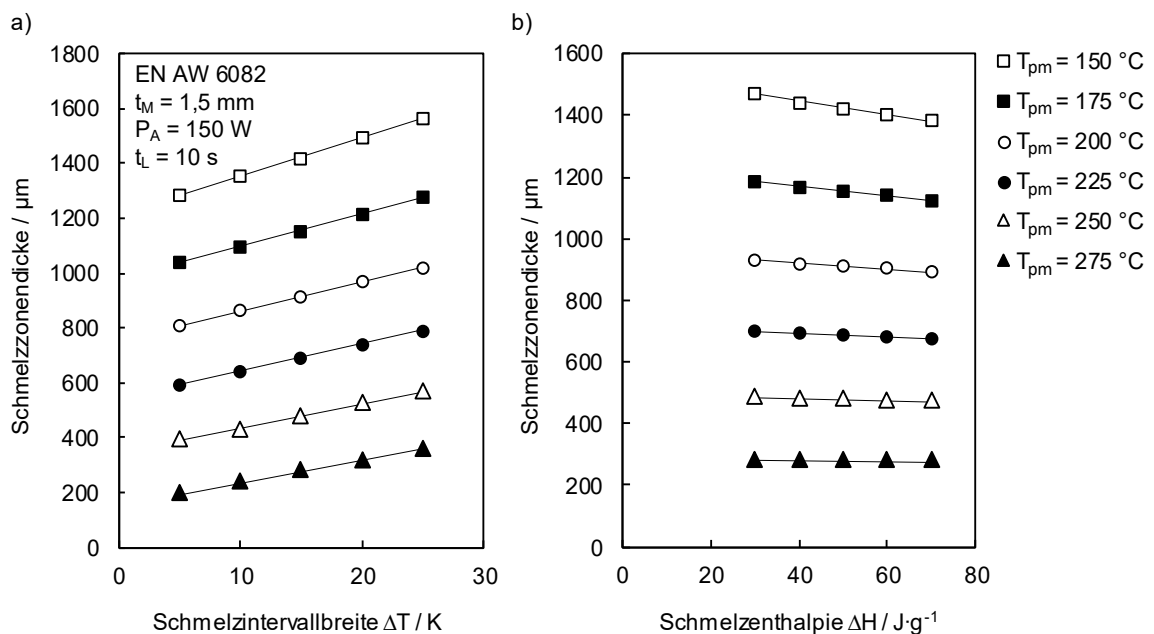 a)
1800
1600
1400
1200
1000
800
600
400
200
0
0
10
20
30
EN AW 6082
t_M = 1,5 mm
P_A = 150 W
t_L = 10 s
Schmelzzonendicke / µm
Schmelzintervallbreite ΔT / K
b)
1600
1400
1200
1000
800
600
400
200
0
0
20
40
60
80
Schmelzzonendicke / µm
Schmelzenthalpie ΔH / J·g⁻¹
T_pm = 150 °C
T_pm = 175 °C
T_pm = 200 °C
T_pm = 225 °C
T_pm = 250 °C
T_pm = 275 °C